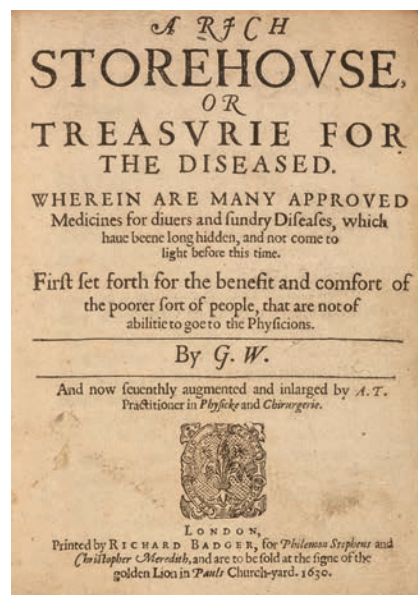 A RICH
STOREHOVSE,
OR
TREASVRIE FOR
THE DISEASED.
WHEREIN ARE MANY APPROVED
Medicines for diuers and ſundry Diſeaſes, which
haue beene long hidden, and not come to
light before this time.
Firſt ſet forth for the benefit and comfort of
the poorer ſort of people, that are not of
abilitie to goe to the Phyſicions.
By G. W.
And now ſeuenthly augmented and inlarged by A. T.
Practitioner in Phyſicke and Chirurgerie.
LONDON,
Printed by RICHARD BADGER, for Philemon Stephens and
Chriſtopher Meredith, and are to be ſold at the ſigne of the
golden Lion in Pauls Church-yard. 1630.